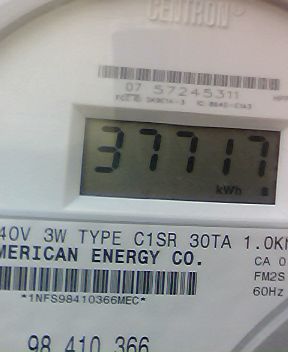 CENTRON
07 57245311
37717
kWh
40V 3W TYPE C1SR 30TA 1.0K
MERICAN ENERGY CO.
CA 0
FM2S
60Hz
*1NFS98410366MEC*
98 410 366